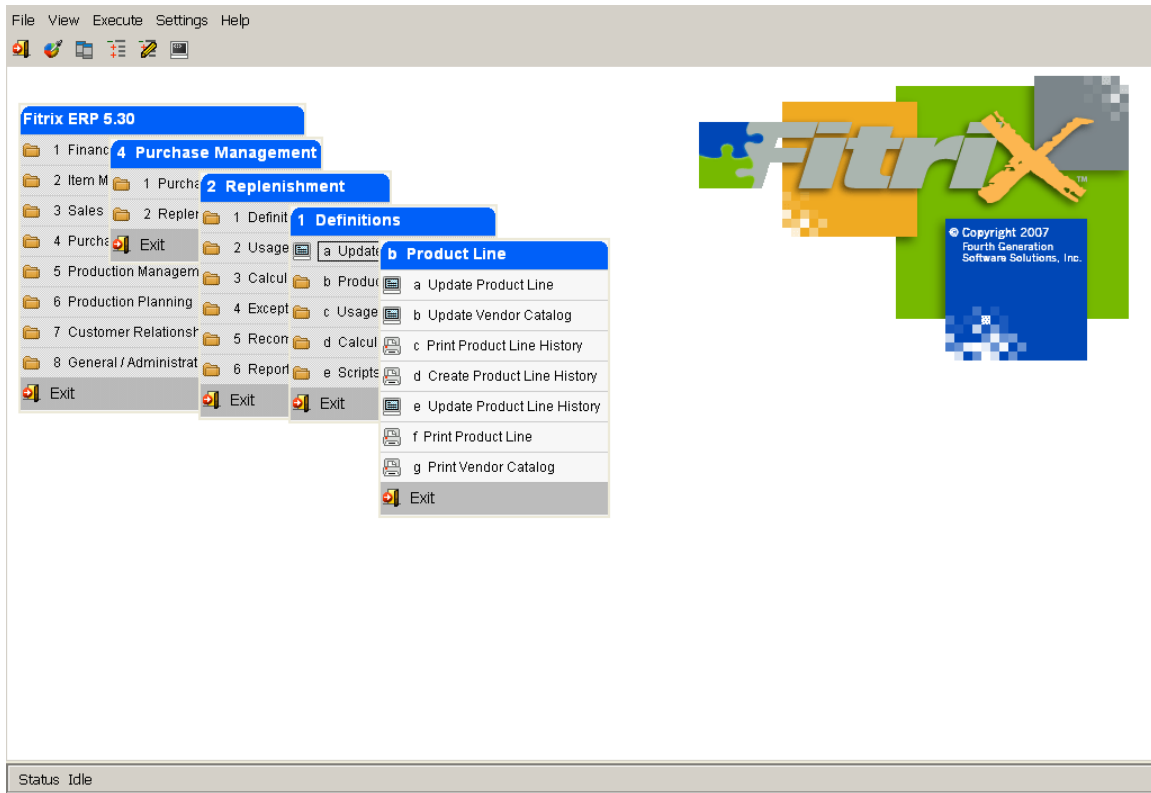 File View Execute Settings Help
Fitrix ERP 5.30
1 Financ
2 Item M
3 Sales
4 Purcha
5 Production Managem
6 Production Planning
7 Customer Relationsh
8 General / Administrat
Exit
4 Purchase Management
1 Purcha
2 Repler
Exit
2 Replenishment
1 Definit
2 Usage
3 Calcul
4 Except
5 Recom
6 Report
Exit
1 Definitions
a Update
b Produc
c Usage
d Calcul
e Scripts
Exit
b Product Line
a Update Product Line
b Update Vendor Catalog
c Print Product Line History
d Create Product Line History
e Update Product Line History
f Print Product Line
g Print Vendor Catalog
Exit
FitriX ™
© Copyright 2007
Fourth Generation
Software Solutions, Inc.
Status Idle